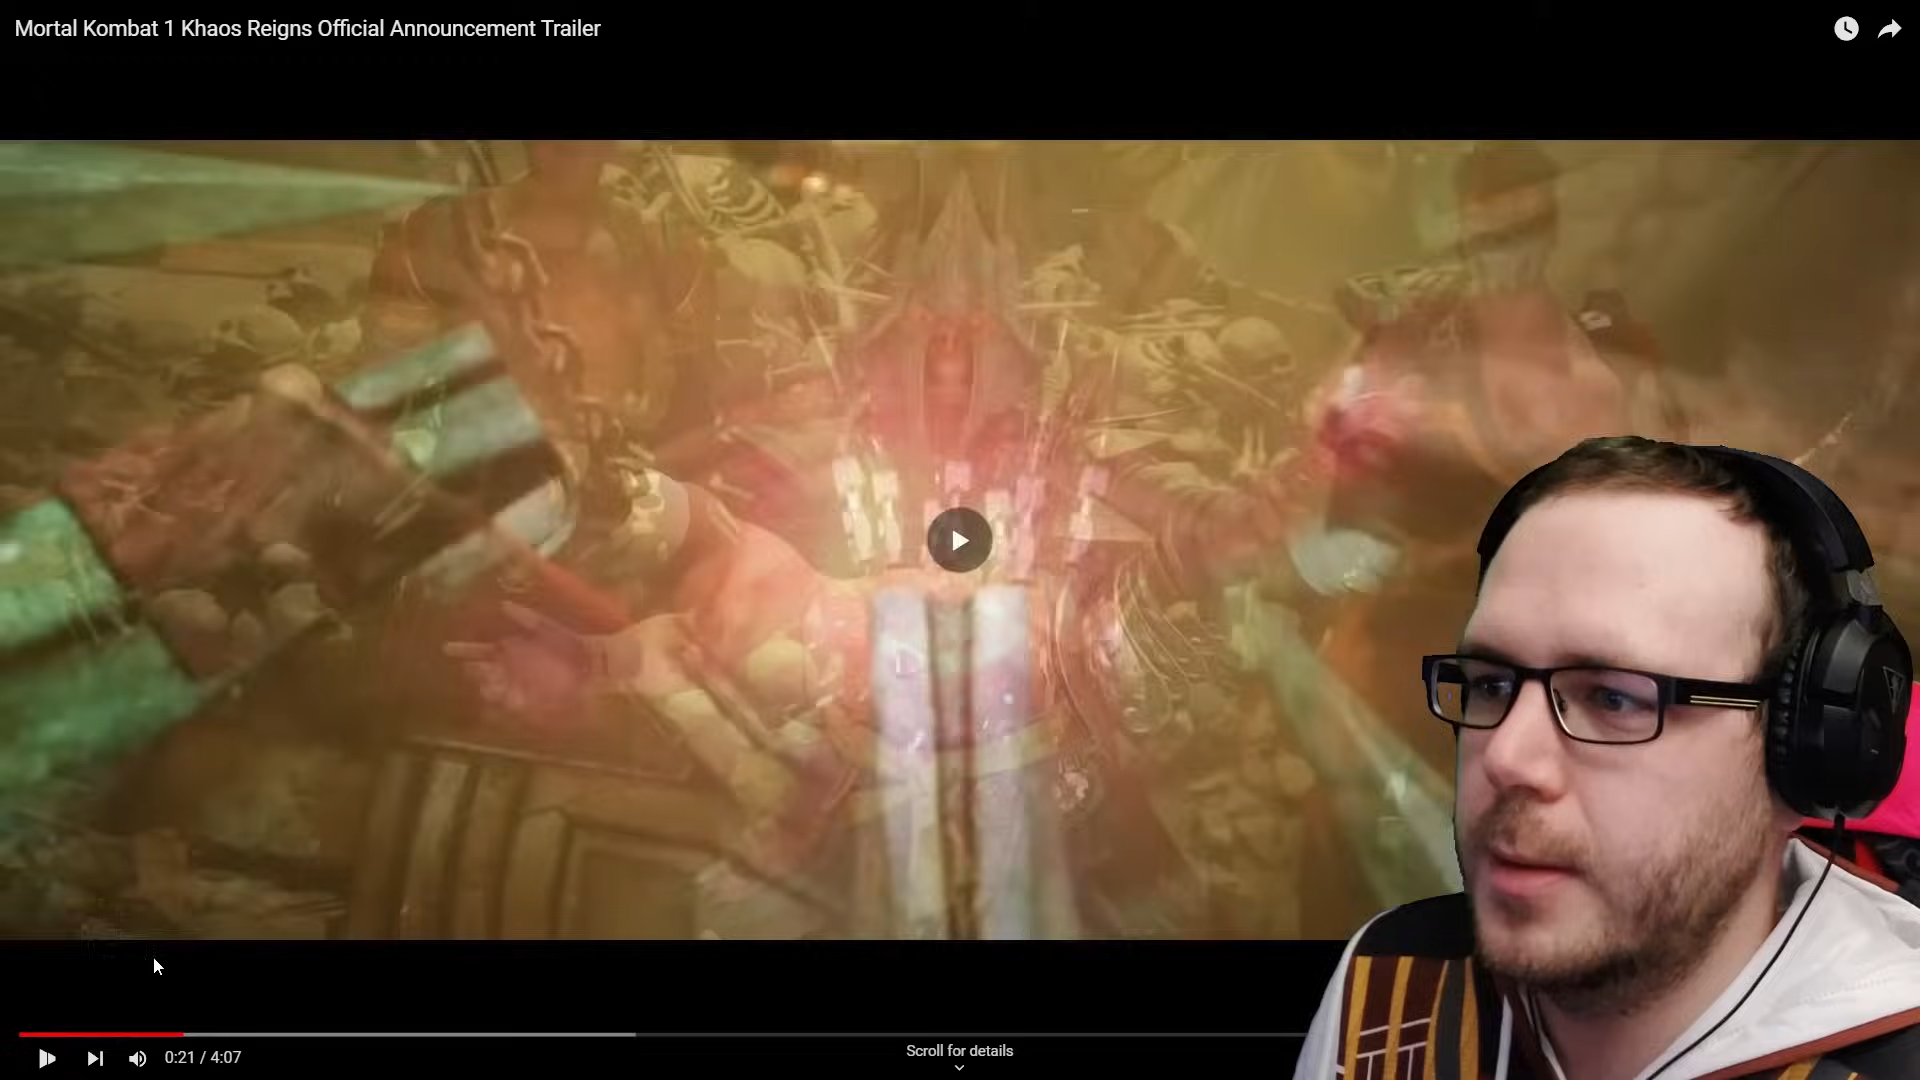 Mortal Kombat 1 Khaos Reigns Official Announcement Trailer
0:21 / 4:07
Scroll for details